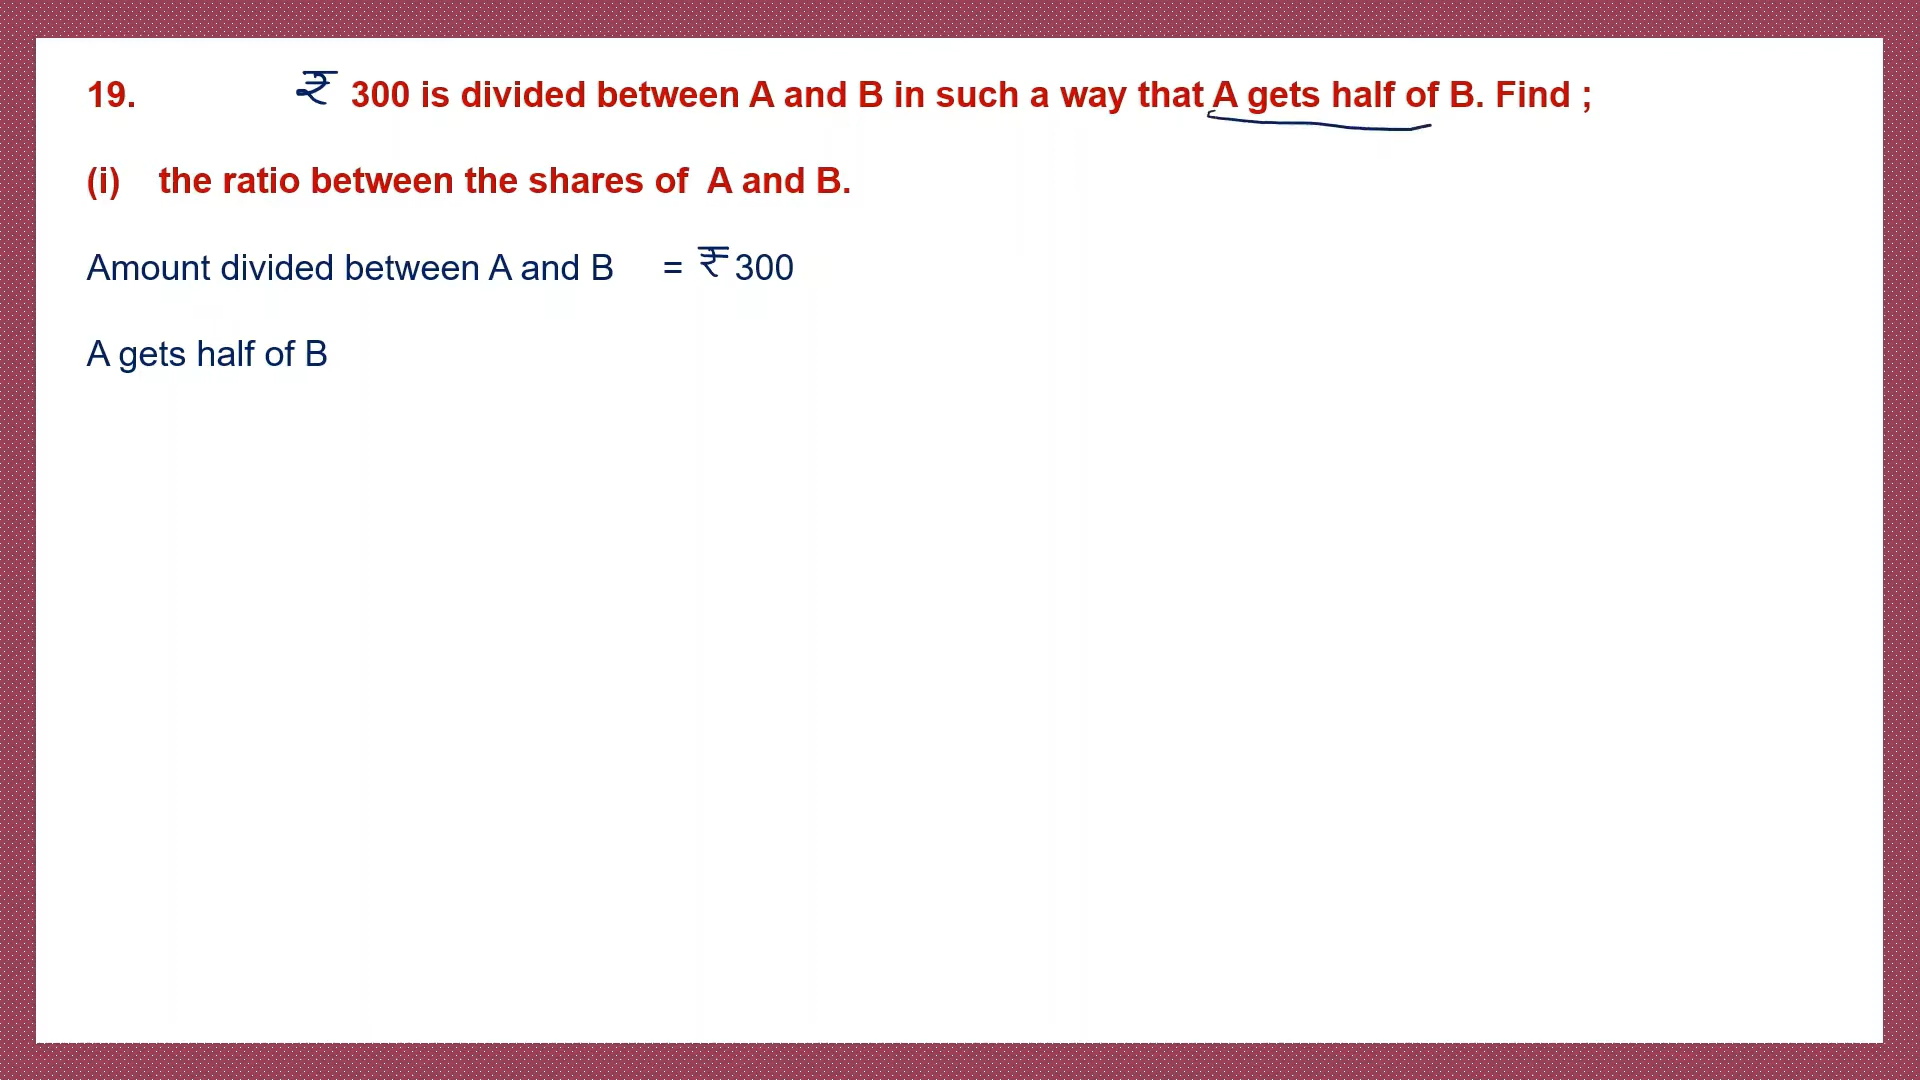 19. ₹ 300 is divided between A and B in such a way that A gets half of B. Find ;
(i) the ratio between the shares of A and B.
Amount divided between A and B = ₹ 300
A gets half of B